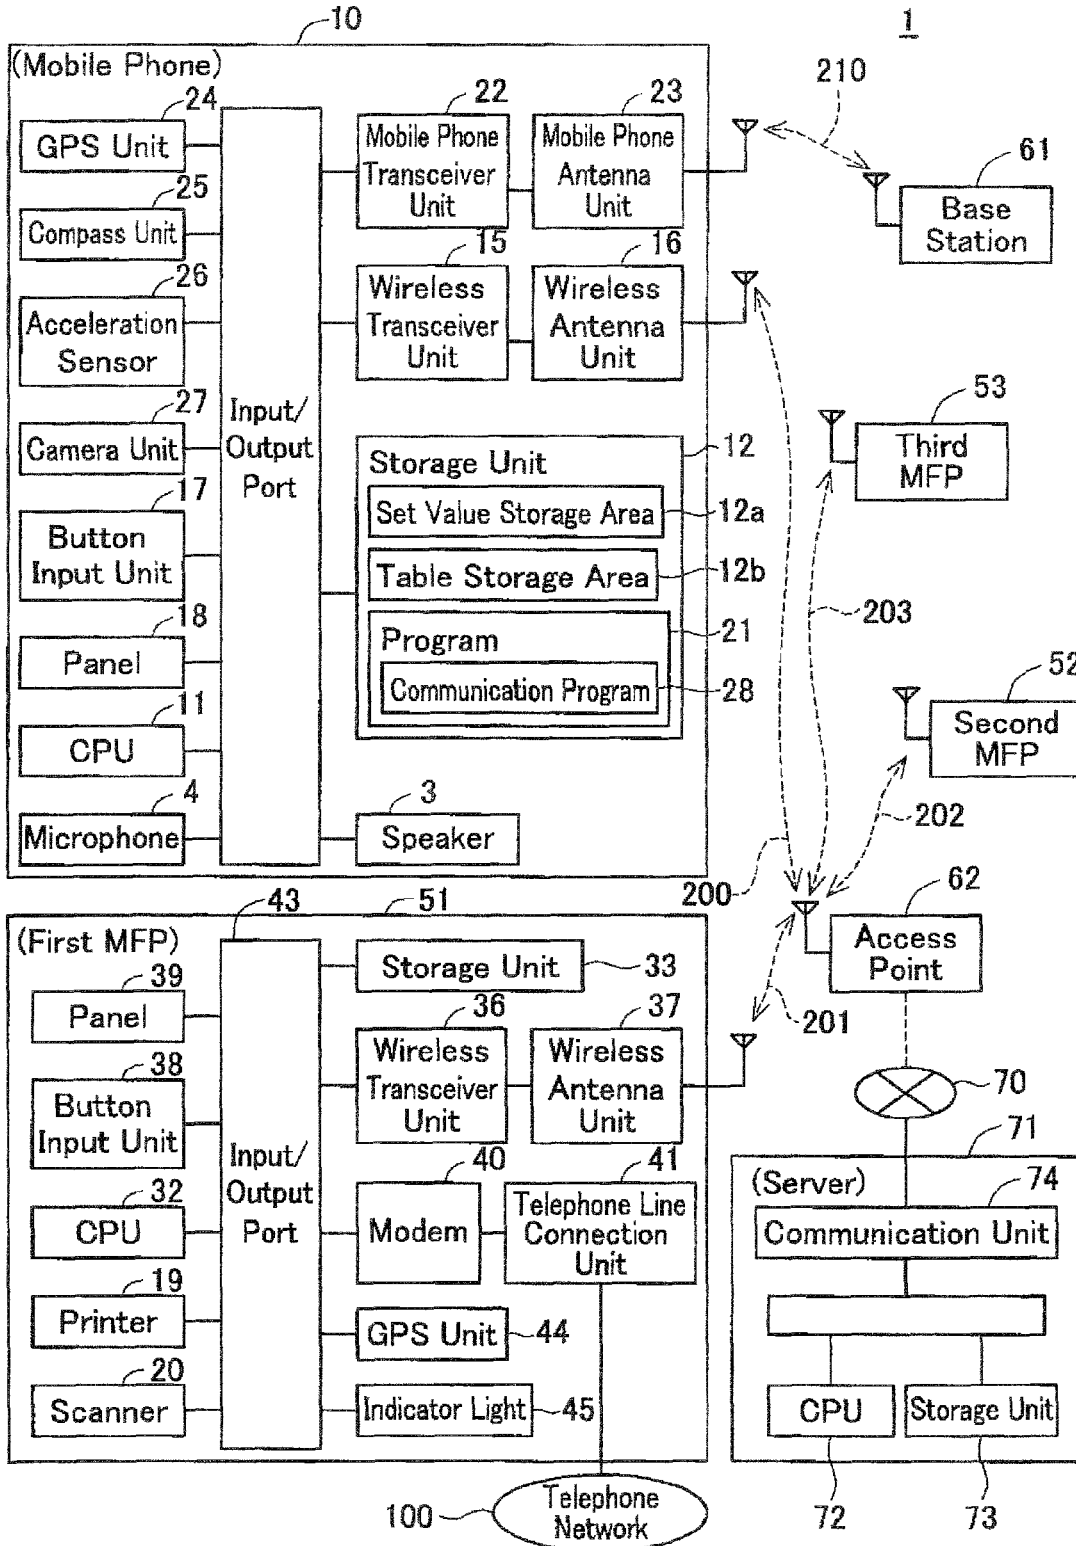 10
1
(Mobile Phone)
24
GPS Unit
25
Compass Unit
26
Acceleration
Sensor
27
Camera Unit
17
Button
Input Unit
18
Panel
11
CPU
4
Microphone
Input/
Output
Port
22
Mobile Phone
Transceiver
Unit
23
Mobile Phone
Antenna
Unit
15
Wireless
Transceiver
Unit
16
Wireless
Antenna
Unit
12
Storage Unit
Set Value Storage Area
12a
Table Storage Area
12b
21
Program
Communication Program
28
3
Speaker
210
61
Base
Station
53
Third
MFP
203
52
Second
MFP
202
200
62
Access
Point
201
70
51
(First MFP)
43
39
Panel
38
Button
Input Unit
32
CPU
19
Printer
20
Scanner
Input/
Output
Port
Storage Unit
33
36
Wireless
Transceiver
Unit
37
Wireless
Antenna
Unit
40
Modem
41
Telephone Line
Connection
Unit
GPS Unit
44
Indicator Light
45
100
Telephone
Network
71
(Server)
74
Communication Unit
CPU
72
Storage Unit
73